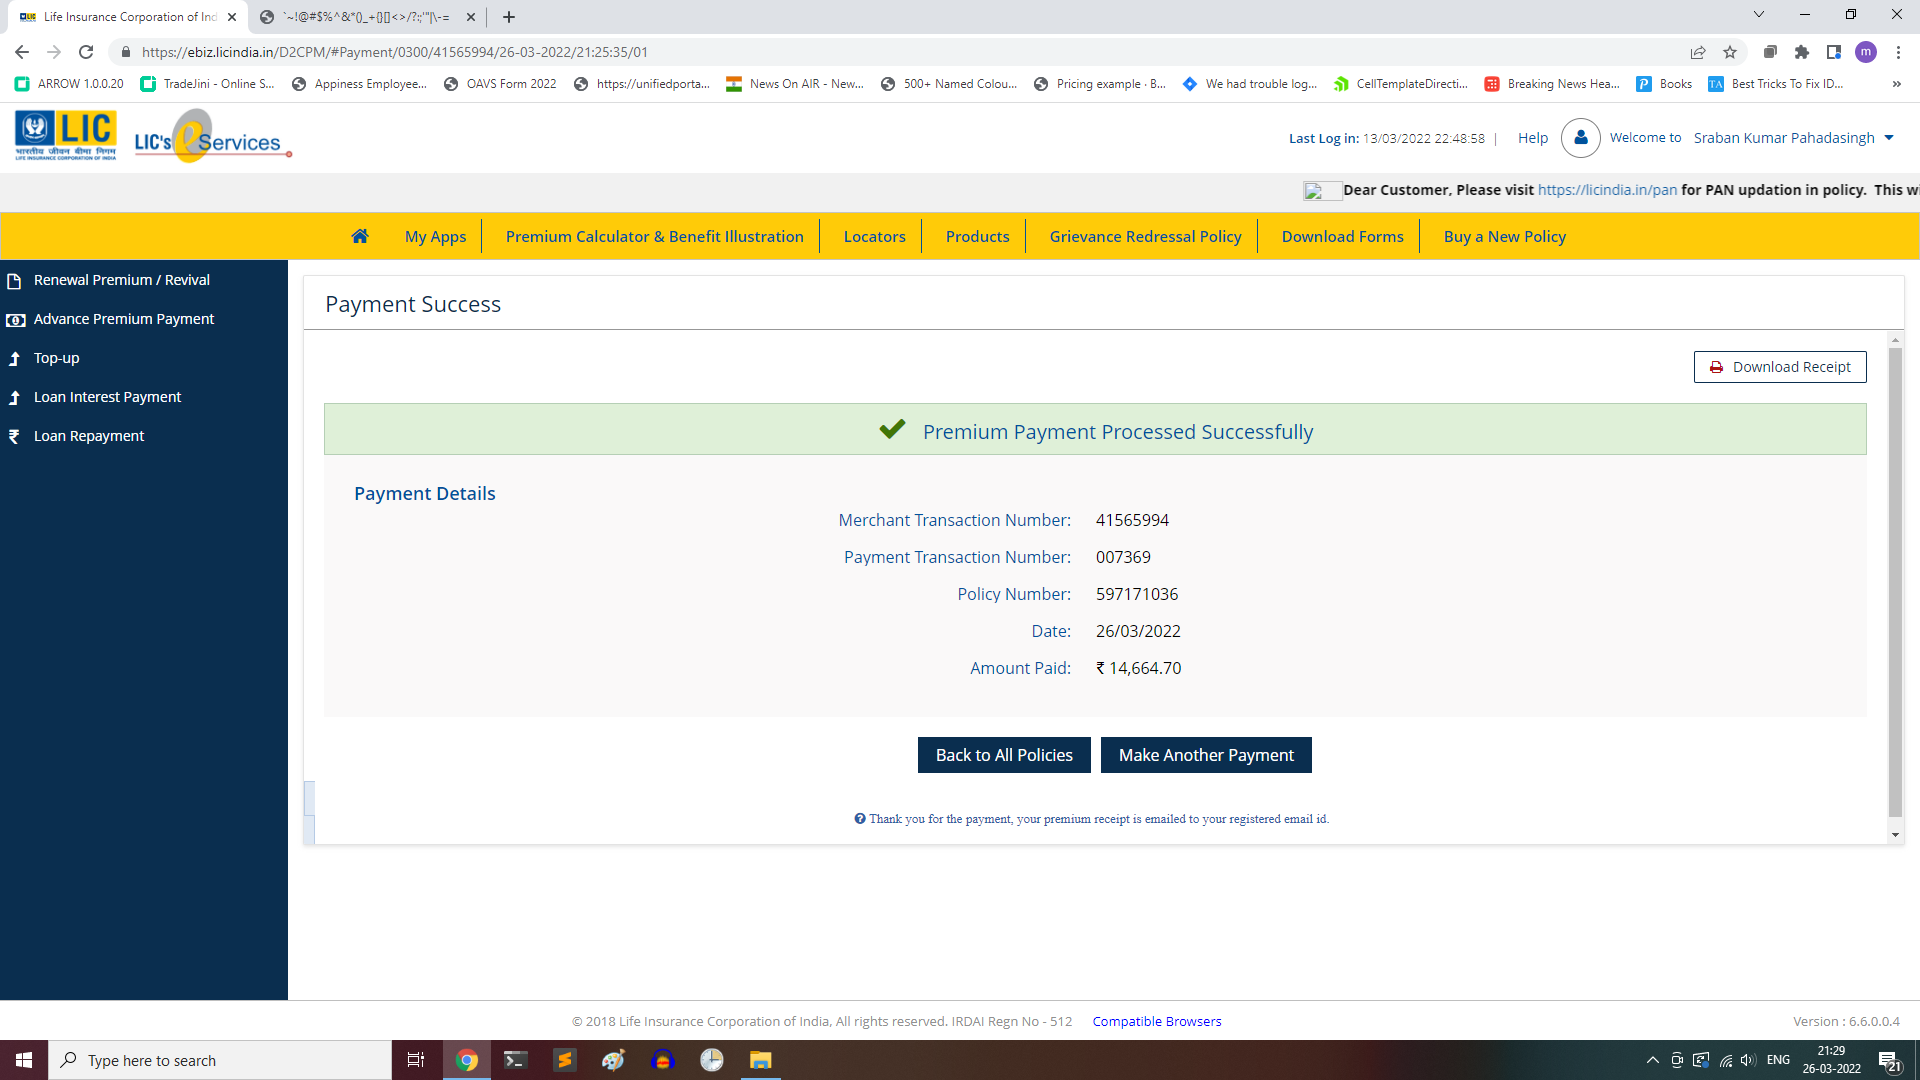 Life Insurance Corporation of Ind
`~!@#$%^&*()_+{}[]<>/?:;'"|\-=
https://ebiz.licindia.in/D2CPM/#Payment/0300/41565994/26-03-2022/21:25:35/01
m
ARROW 1.0.0.20
TradeJini - Online S...
Appiness Employee...
OAVS Form 2022
https://unifiedporta...
News On AIR - New...
500+ Named Colou...
Pricing example · B...
We had trouble log...
CellTemplateDirecti...
Breaking News Hea...
Books
TA
Best Tricks To Fix ID...
LIC
भारतीय जीवन बीमा निगम
LIFE INSURANCE CORPORATION OF INDIA
LIC's eServices
Last Log in: 13/03/2022 22:48:58 |
Help
Welcome to
Sraban Kumar Pahadasingh
Dear Customer, Please visit https://licindia.in/pan for PAN updation in policy. This wi
My Apps
Premium Calculator & Benefit Illustration
Locators
Products
Grievance Redressal Policy
Download Forms
Buy a New Policy
Renewal Premium / Revival
Advance Premium Payment
Top-up
Loan Interest Payment
₹ Loan Repayment
Payment Success
Download Receipt
Premium Payment Processed Successfully
Payment Details
Merchant Transaction Number: 41565994
Payment Transaction Number: 007369
Policy Number: 597171036
Date: 26/03/2022
Amount Paid: ₹ 14,664.70
Back to All Policies
Make Another Payment
Thank you for the payment, your premium receipt is emailed to your registered email id.
© 2018 Life Insurance Corporation of India, All rights reserved. IRDAI Regn No - 512
Compatible Browsers
Version : 6.6.0.0.4
Type here to search
ENG
21:29
26-03-2022
21